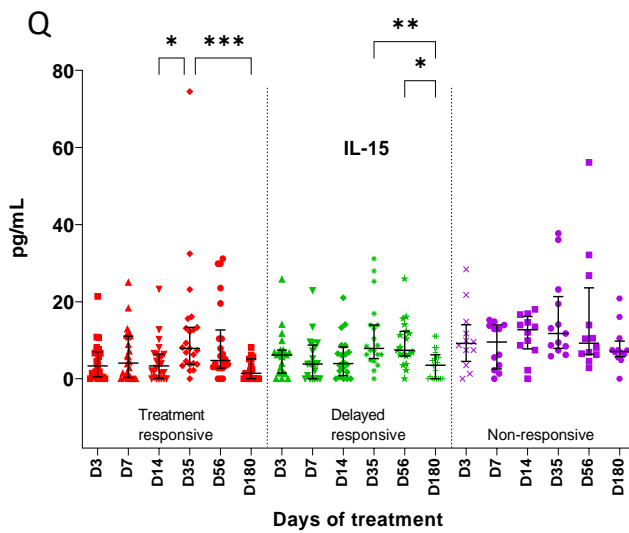 Q
* *** ** *
80
60
40
20
0
pg/mL
IL-15
Treatment responsive
Delayed responsive
Non-responsive
D3 D7 D14 D35 D56 D180 D3 D7 D14 D35 D56 D180 D3 D7 D14 D35 D56 D180
Days of treatment